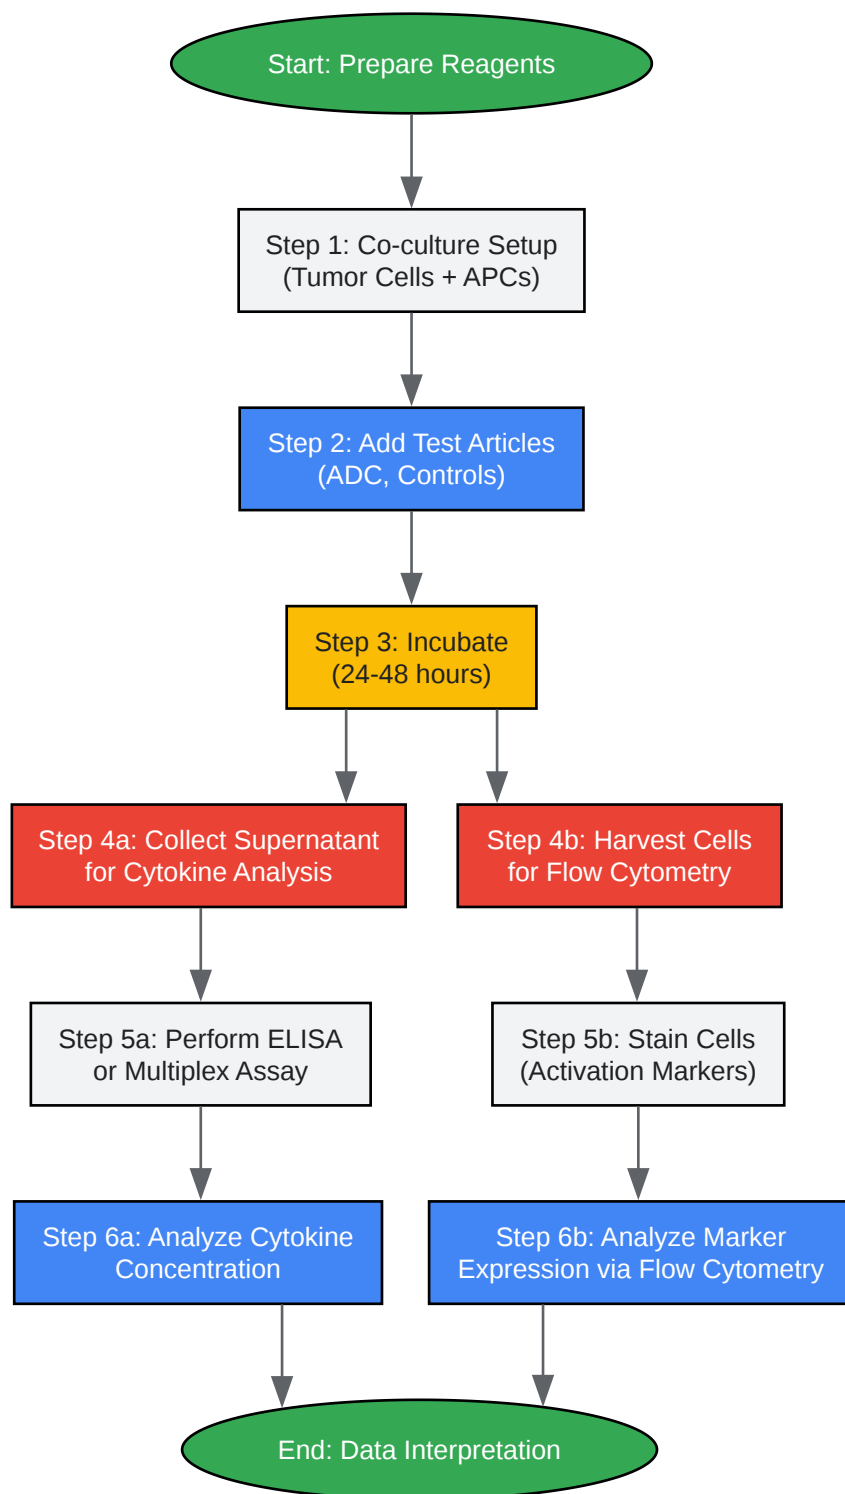 Start: Prepare Reagents
Step 1: Co-culture Setup
(Tumor Cells + APCs)
Step 2: Add Test Articles
(ADC, Controls)
Step 3: Incubate
(24-48 hours)
Step 4a: Collect Supernatant
for Cytokine Analysis
Step 4b: Harvest Cells
for Flow Cytometry
Step 5a: Perform ELISA
or Multiplex Assay
Step 5b: Stain Cells
(Activation Markers)
Step 6a: Analyze Cytokine
Concentration
Step 6b: Analyze Marker
Expression via Flow Cytometry
End: Data Interpretation